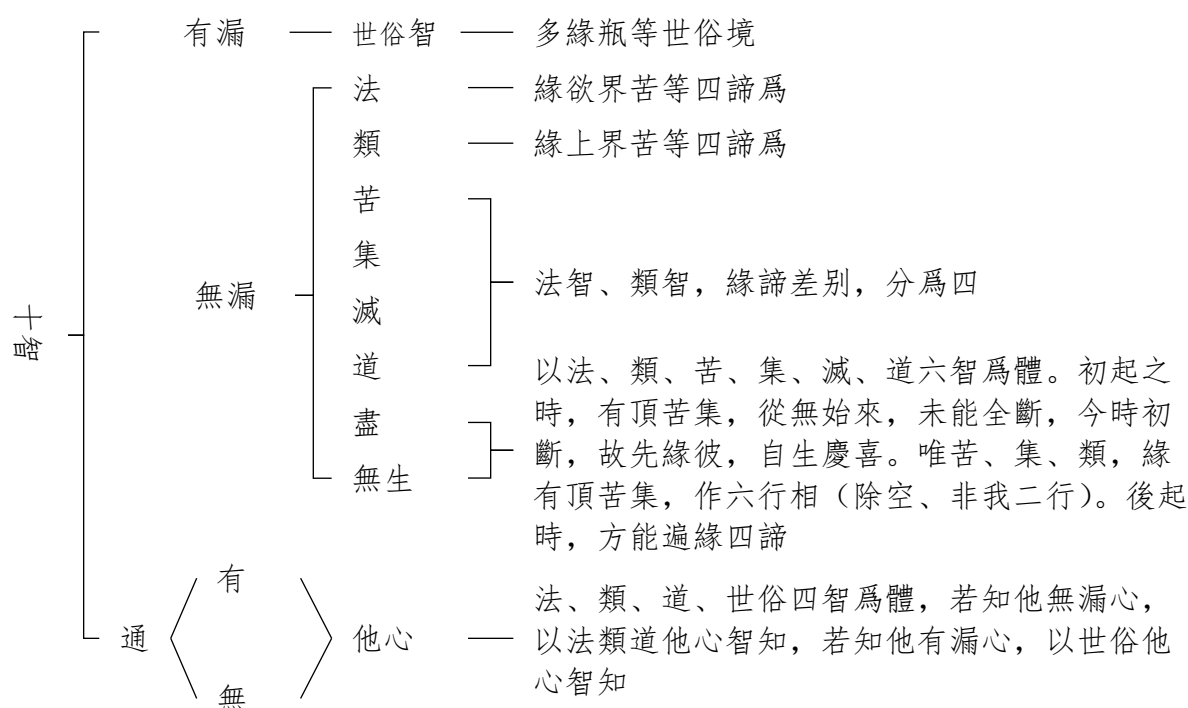 十智
有漏 世俗智 多緣瓶等世俗境
無漏
法 緣欲界苦等四諦爲
類 緣上界苦等四諦爲
苦
集
滅
道
法智、類智，緣諦差别，分爲四
盡
無生
以法、類、苦、集、滅、道六智爲體。初起之
時，有頂苦集，從無始來，未能全斷，今時初
斷，故先緣彼，自生慶喜。唯苦、集、類，緣
有頂苦集，作六行相（除空、非我二行）。後起
時，方能遍緣四諦
通
有
無
他心
法、類、道、世俗四智爲體，若知他無漏心，
以法類道他心智知，若知他有漏心，以世俗他
心智知